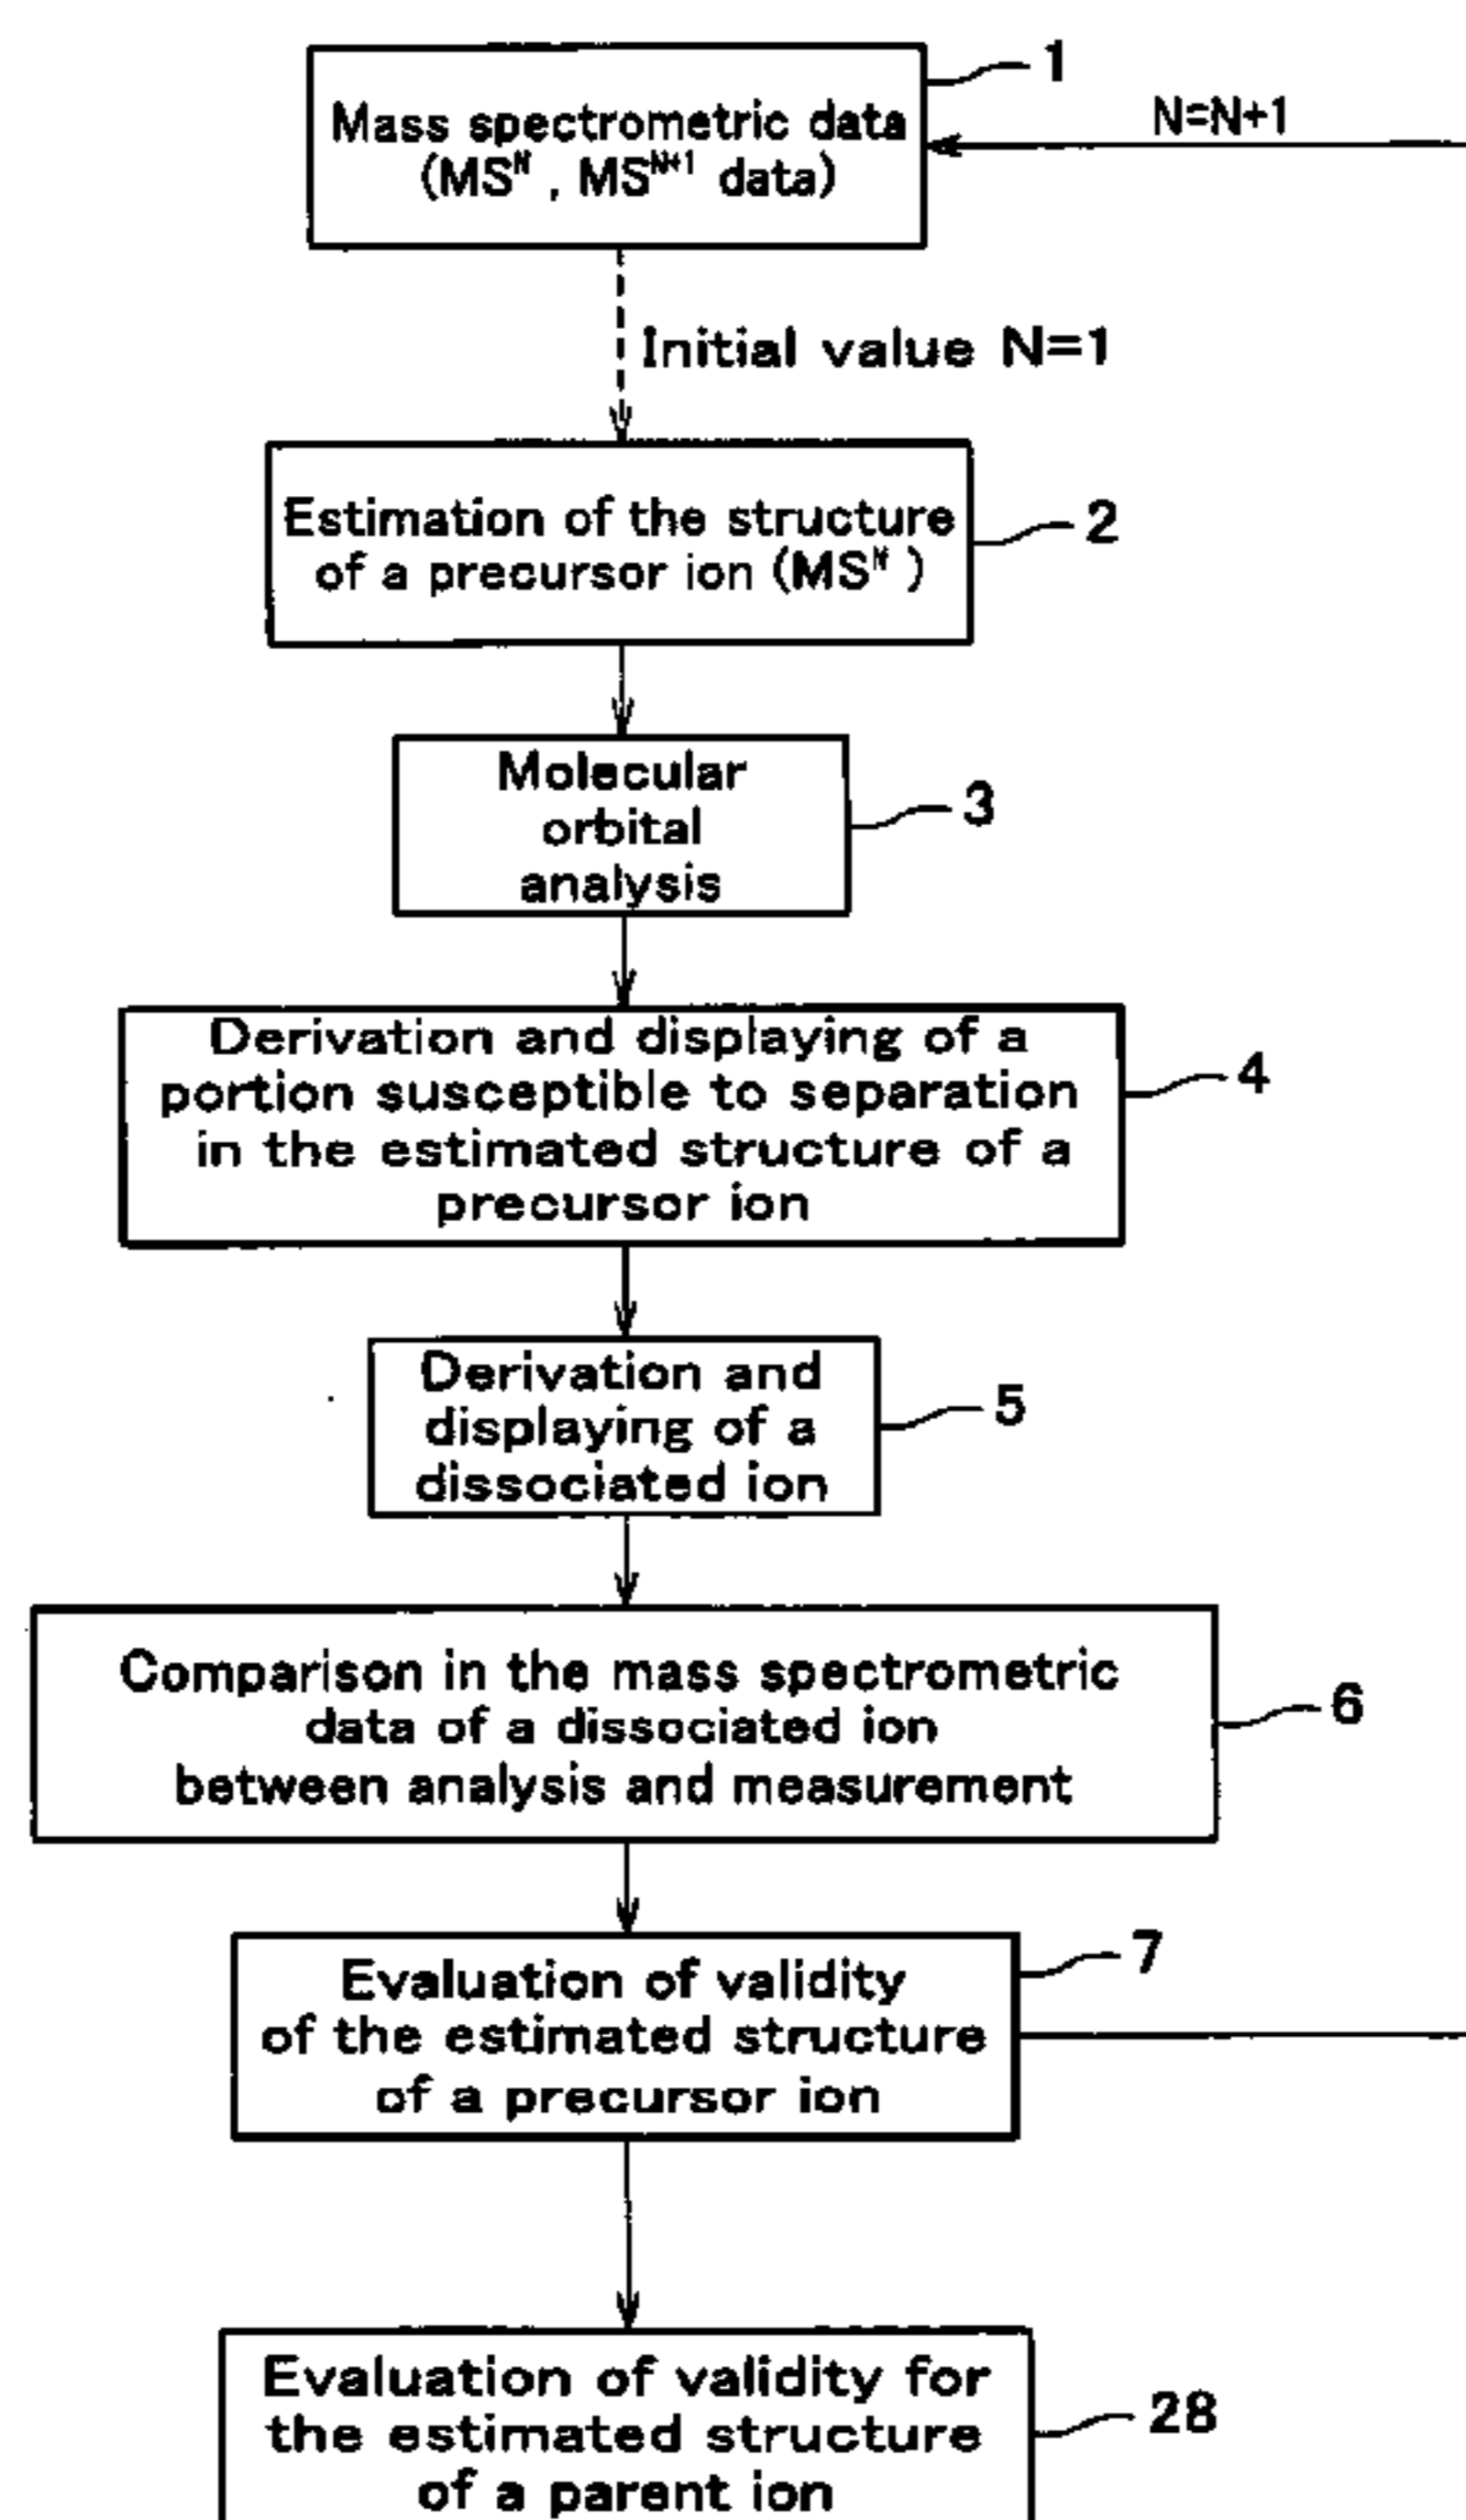 1
N=N+1
Mass spectrometric data
(MS^N , MS^N+1 data)
Initial value N=1
Estimation of the structure
of a precursor ion (MS^N )
2
Molecular
orbital
analysis
3
Derivation and displaying of a
portion susceptible to separation
in the estimated structure of a
precursor ion
4
Derivation and
displaying of a
dissociated ion
5
Comparison in the mass spectrometric
data of a dissociated ion
between analysis and measurement
6
Evaluation of validity
of the estimated structure
of a precursor ion
7
Evaluation of validity for
the estimated structure
of a parent ion
28